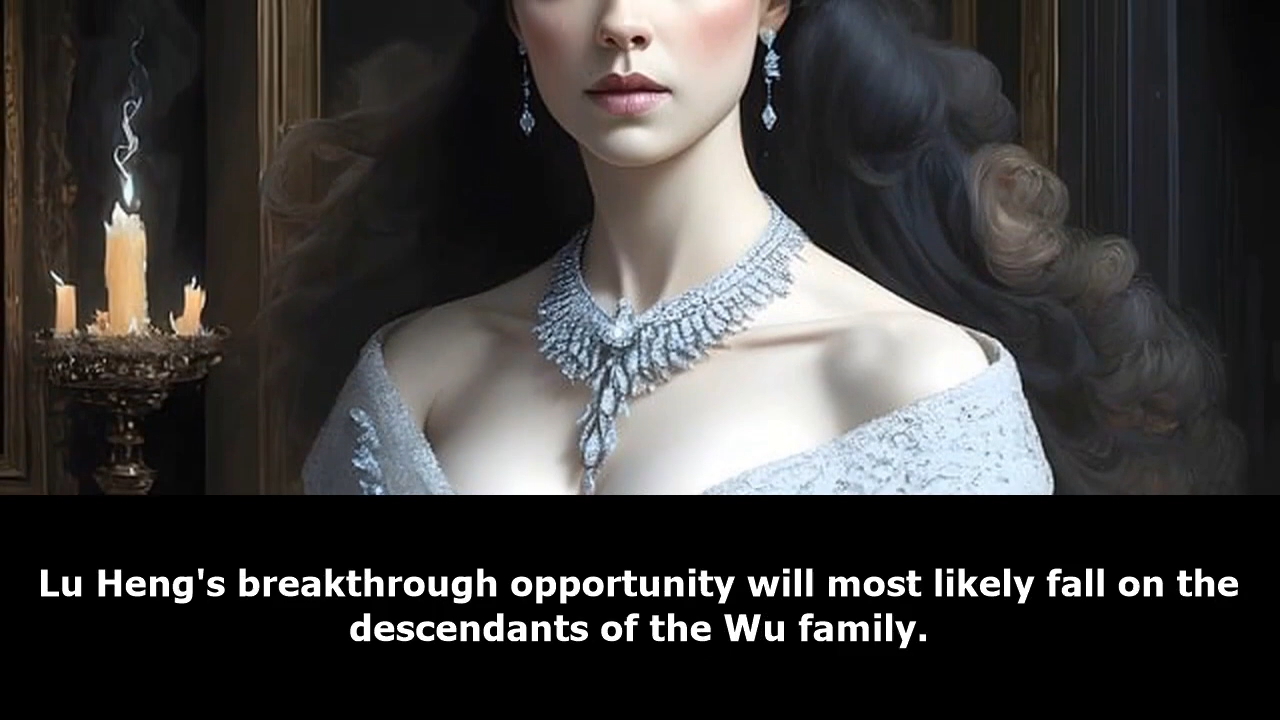 Lu Heng's breakthrough opportunity will most likely fall on the
descendants of the Wu family.